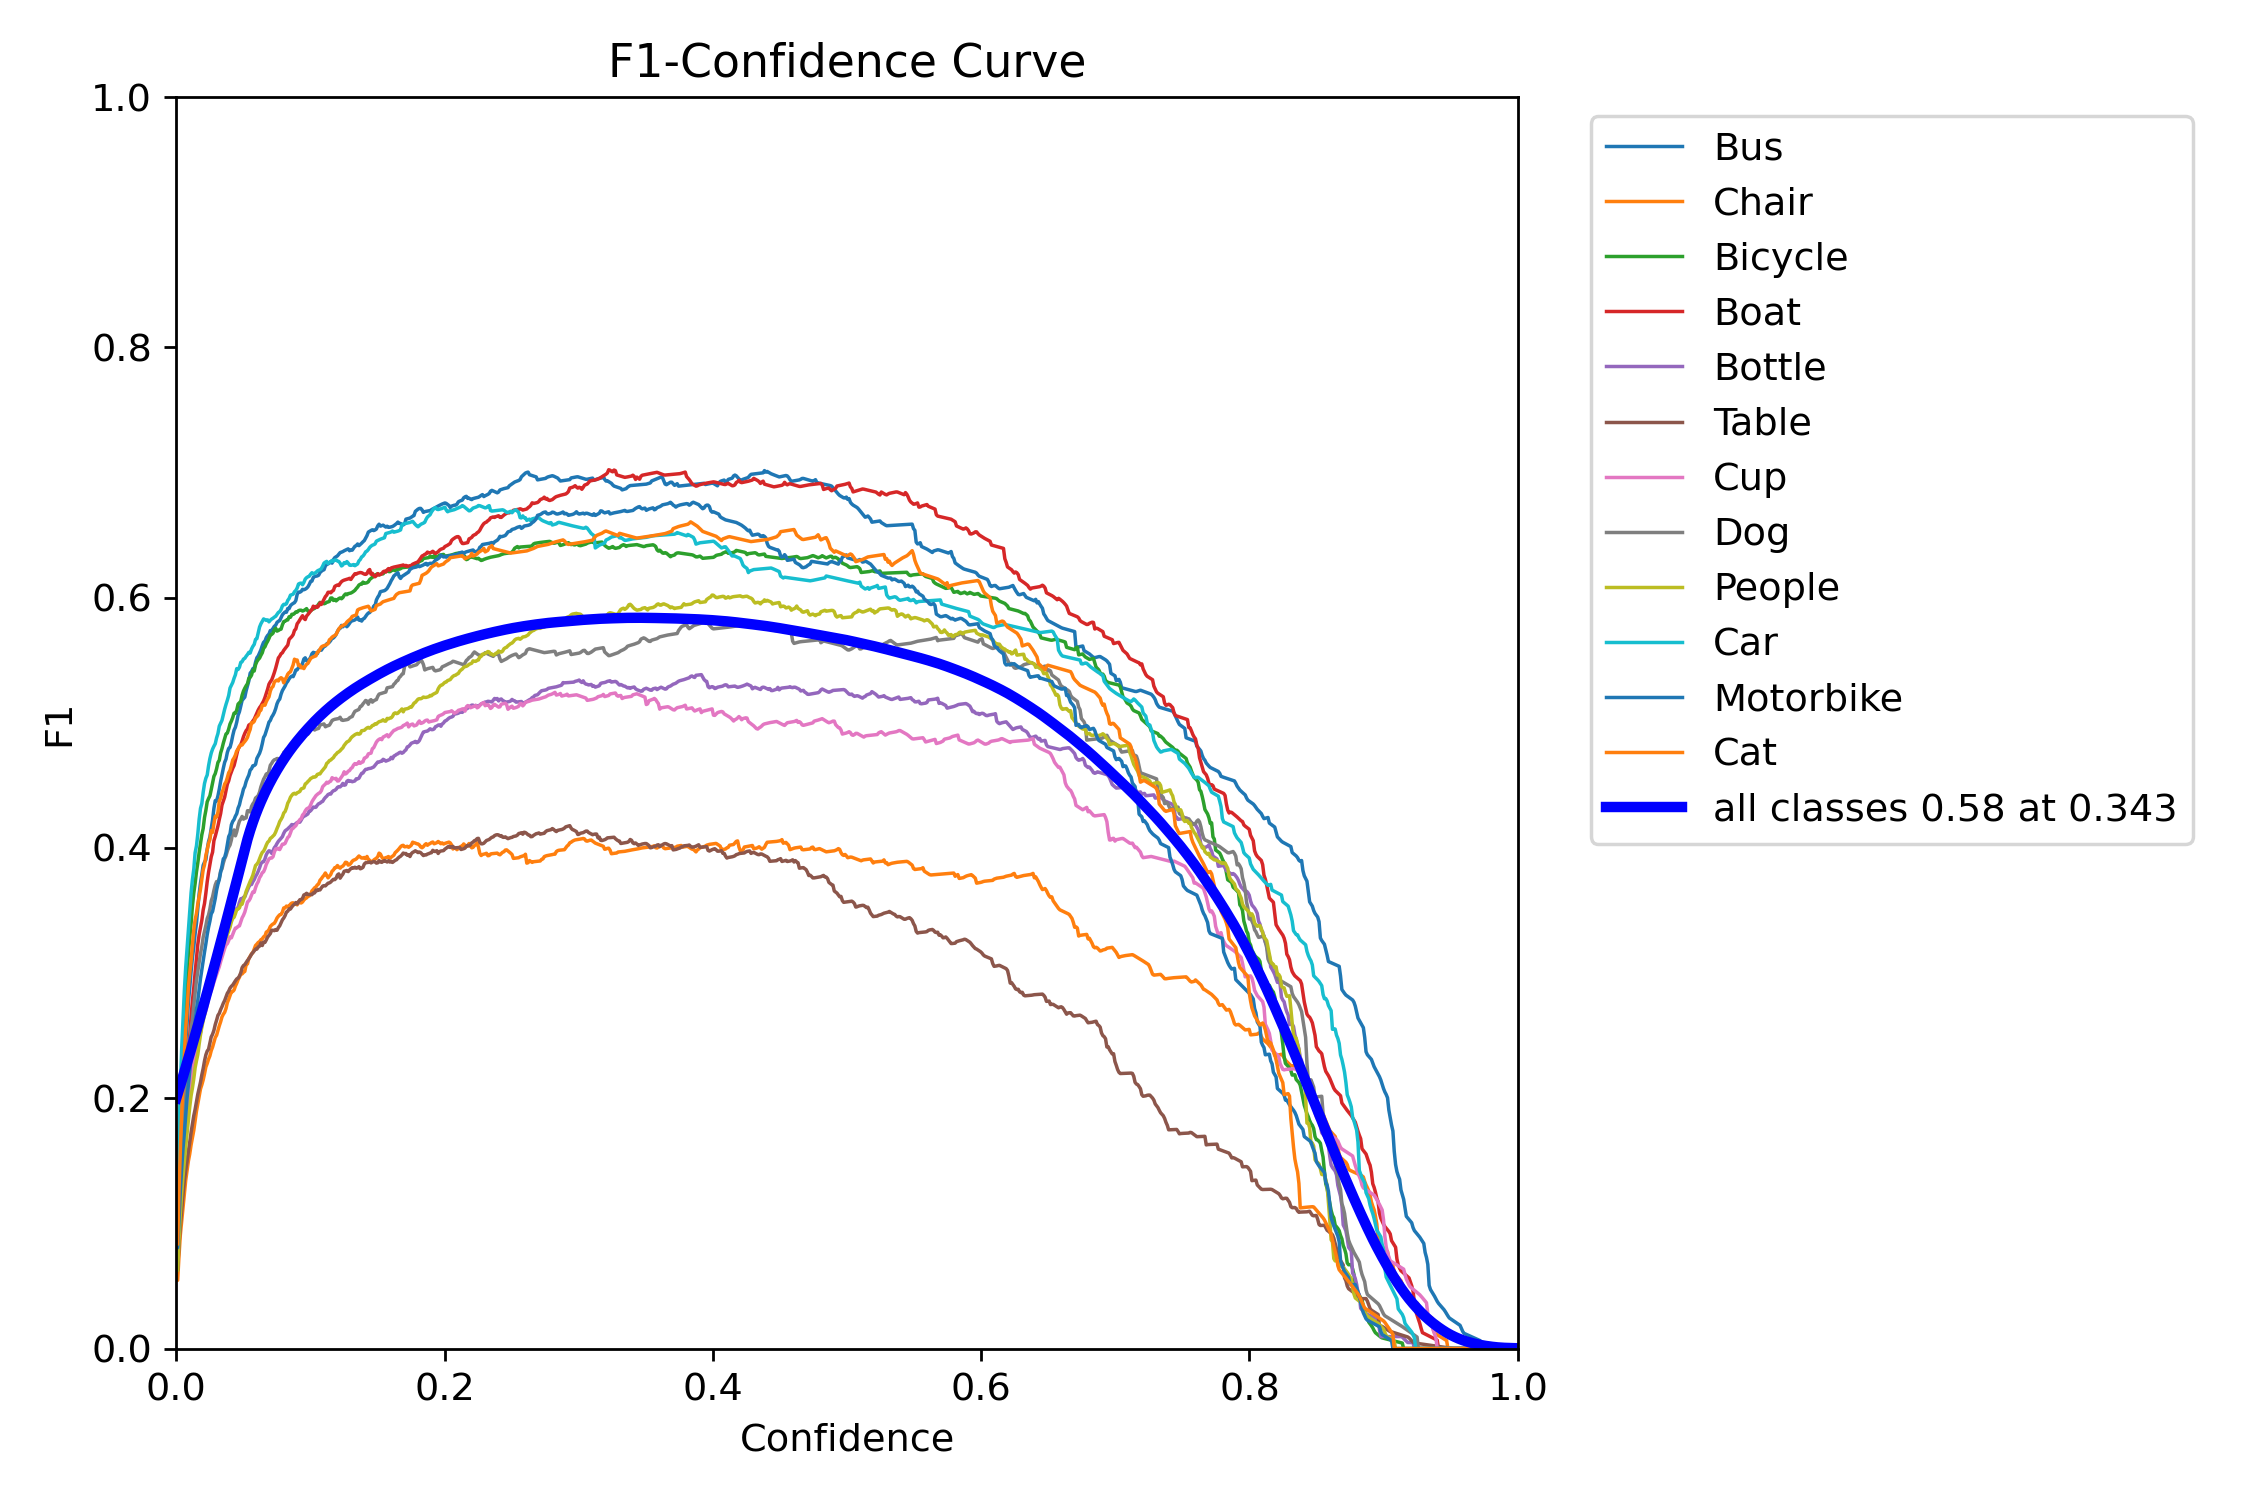 F1-Confidence Curve
1.0
0.8
0.6
0.4
0.2
0.0
F1
0.0 0.2 0.4 0.6 0.8 1.0
Confidence
Bus
Chair
Bicycle
Boat
Bottle
Table
Cup
Dog
People
Car
Motorbike
Cat
all classes 0.58 at 0.343